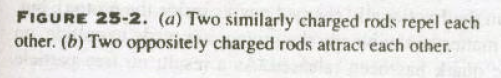 FIGURE 25-2. (a) Two similarly charged rods repel each
other. (b) Two oppositely charged rods attract each other.